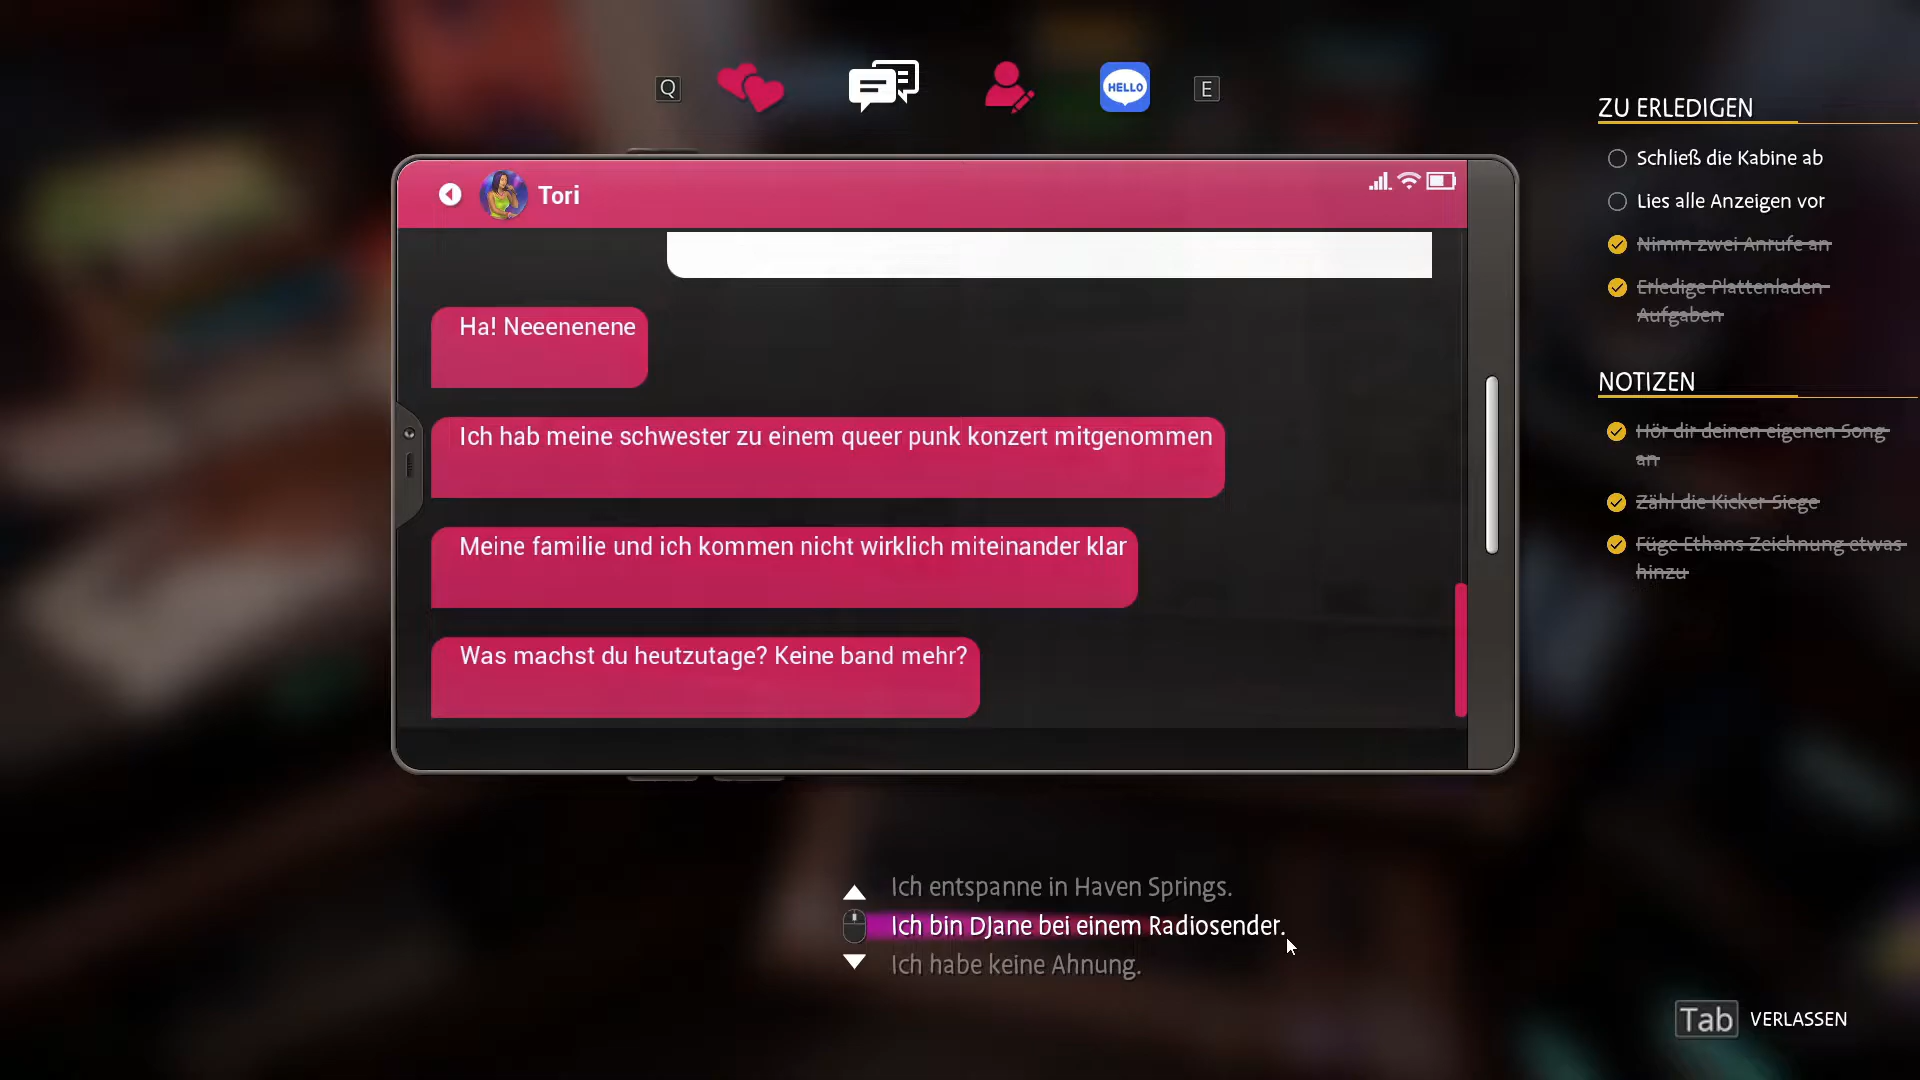 Q
HELLO
E
Tori
Ha! Neeenenene
Ich hab meine schwester zu einem queer punk konzert mitgenommen
Meine familie und ich kommen nicht wirklich miteinander klar
Was machst du heutzutage? Keine band mehr?
Ich entspanne in Haven Springs.
Ich bin DJane bei einem Radiosender.
Ich habe keine Ahnung.
ZU ERLEDIGEN
Schließ die Kabine ab
Lies alle Anzeigen vor
Nimm zwei Anrufe an
Erledige Plattenladen
Aufgaben
NOTIZEN
Hör dir deinen eigenen Song
an
Zähl die Kicker Siege
Füge Ethans Zeichnung etwas
hinzu
Tab VERLASSEN